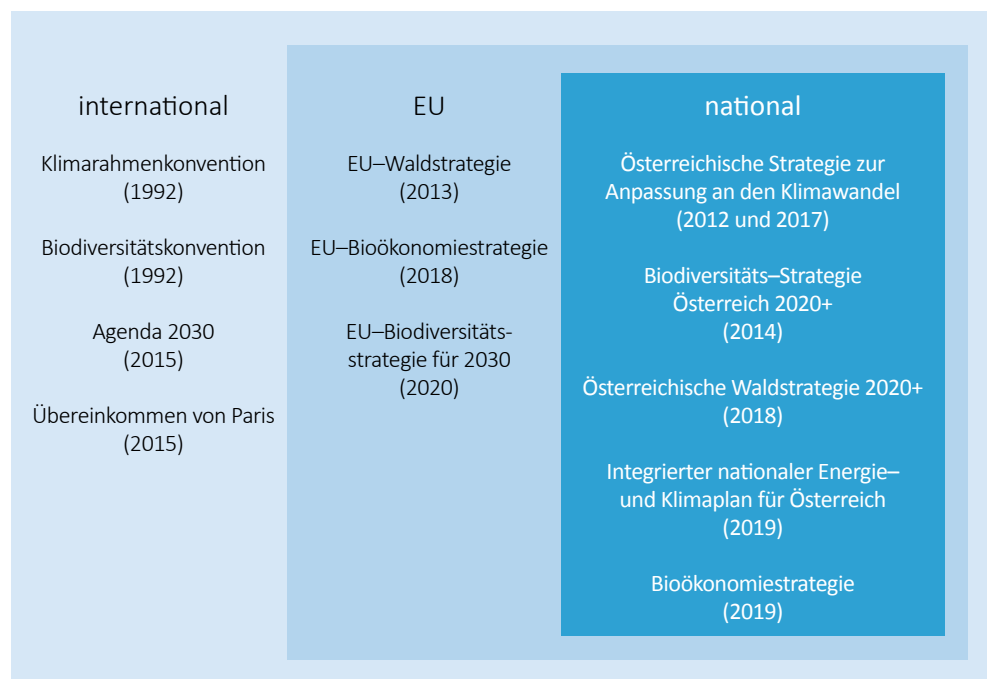 international
Klimarahmenkonvention
(1992)
Biodiversitätskonvention
(1992)
Agenda 2030
(2015)
Übereinkommen von Paris
(2015)
EU
EU–Waldstrategie
(2013)
EU–Bioökonomiestrategie
(2018)
EU–Biodiversitäts-
strategie für 2030
(2020)
national
Österreichische Strategie zur
Anpassung an den Klimawandel
(2012 und 2017)
Biodiversitäts–Strategie
Österreich 2020+
(2014)
Österreichische Waldstrategie 2020+
(2018)
Integrierter nationaler Energie–
und Klimaplan für Österreich
(2019)
Bioökonomiestrategie
(2019)